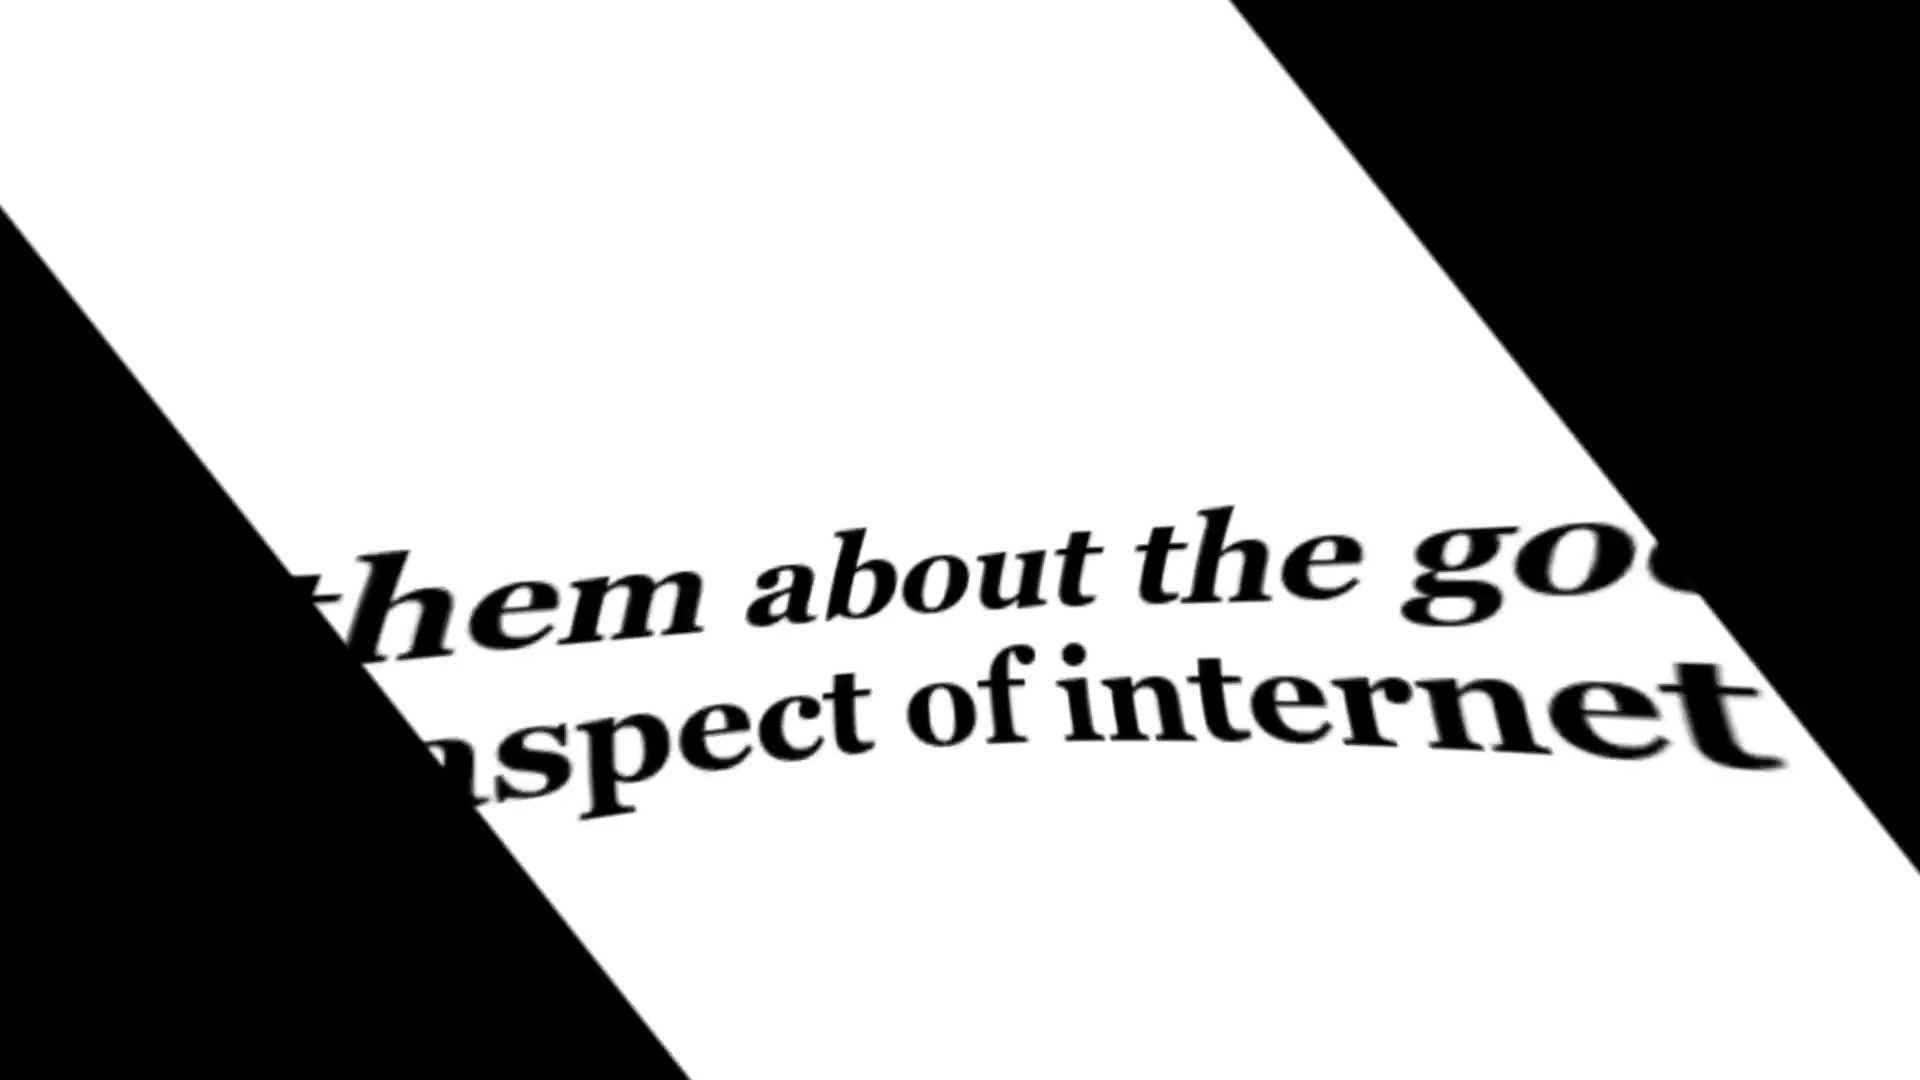 them about the
aspect of internet